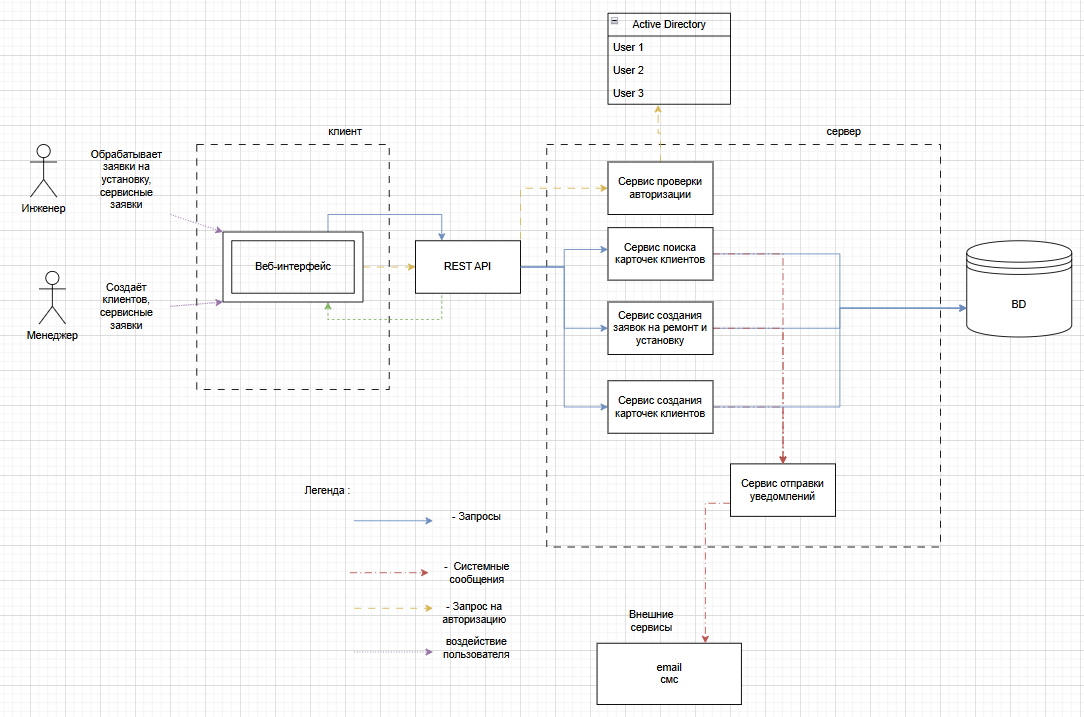 Active Directory
User 1
User 2
User 3
клиент
сервер
Инженер
Обрабатывает
заявки на
установку,
сервисные
заявки
Менеджер
Создаёт
клиентов,
сервисные
заявки
Веб-интерфейс
REST API
Сервис проверки
авторизации
Сервис поиска
карточек клиентов
Сервис создания
заявок на ремонт и
установку
Сервис создания
карточек клиентов
BD
Сервис отправки
уведомлений
Легенда :
- Запросы
- Системные
сообщения
- Запрос на
авторизацию
воздействие
пользователя
Внешние
сервисы
email
смс